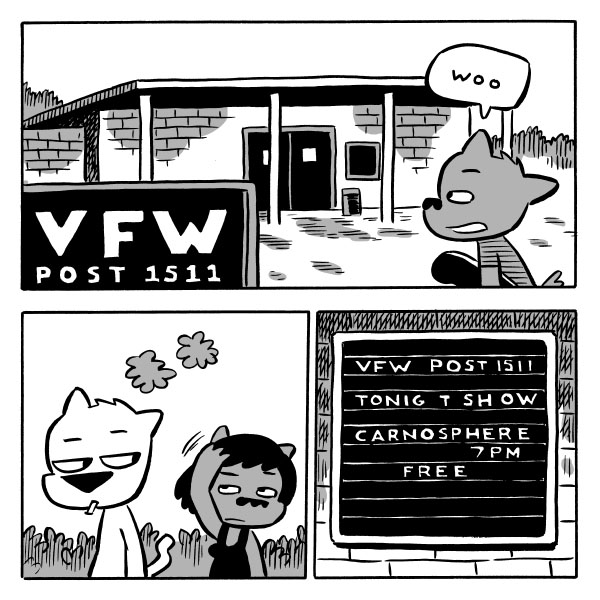 WOO
VFW
POST 1511
VFW POST 1511
TONIG T SHOW
CARNOSPHERE
7PM
FREE